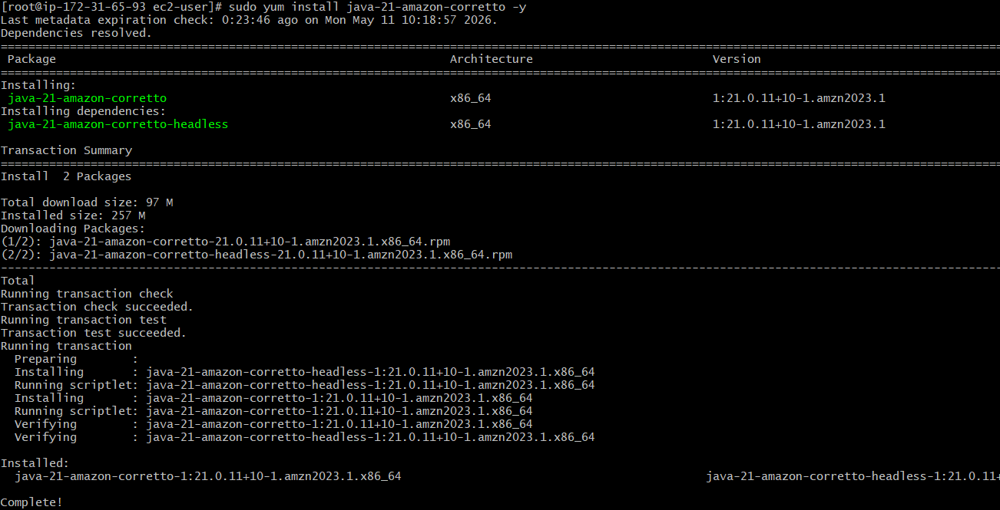 [root@ip-172-31-65-93 ec2-user]# sudo yum install java-21-amazon-corretto -y
Last metadata expiration check: 0:23:46 ago on Mon May 11 10:18:57 2026.
Dependencies resolved.
================================================================================
Package Architecture Version
================================================================================
Installing:
java-21-amazon-corretto x86_64 1:21.0.11+10-1.amzn2023.1
Installing dependencies:
java-21-amazon-corretto-headless x86_64 1:21.0.11+10-1.amzn2023.1
Transaction Summary
================================================================================
Install  2 Packages
Total download size: 97 M
Installed size: 257 M
Downloading Packages:
(1/2): java-21-amazon-corretto-21.0.11+10-1.amzn2023.1.x86_64.rpm
(2/2): java-21-amazon-corretto-headless-21.0.11+10-1.amzn2023.1.x86_64.rpm
--------------------------------------------------------------------------------
Total
Running transaction check
Transaction check succeeded.
Running transaction test
Transaction test succeeded.
Running transaction
Preparing :
Installing : java-21-amazon-corretto-headless-1:21.0.11+10-1.amzn2023.1.x86_64
Running scriptlet: java-21-amazon-corretto-headless-1:21.0.11+10-1.amzn2023.1.x86_64
Installing : java-21-amazon-corretto-1:21.0.11+10-1.amzn2023.1.x86_64
Running scriptlet: java-21-amazon-corretto-1:21.0.11+10-1.amzn2023.1.x86_64
Verifying : java-21-amazon-corretto-1:21.0.11+10-1.amzn2023.1.x86_64
Verifying : java-21-amazon-corretto-headless-1:21.0.11+10-1.amzn2023.1.x86_64
Installed:
java-21-amazon-corretto-1:21.0.11+10-1.amzn2023.1.x86_64 java-21-amazon-corretto-headless-1:21.0.11+
Complete!